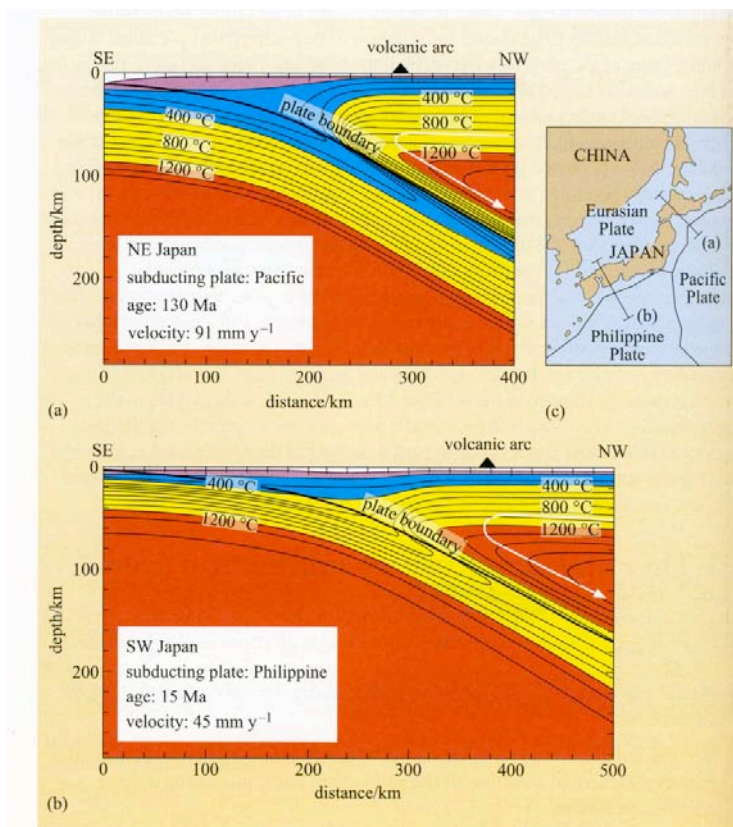 SE
volcanic arc
NW
0
400 °C
400 °C
plate boundary
800 °C
800 °C
1200 °C
1200 °C
100
depth/km
200
NE Japan
subducting plate: Pacific
age: 130 Ma
velocity: 91 mm y⁻¹
0
100
200
300
400
(a)
distance/km
CHINA
Eurasian
Plate
(a)
JAPAN
Pacific
Plate
(b)
Philippine
Plate
(c)
SE
volcanic arc
NW
0
400 °C
400 °C
plate boundary
800 °C
1200 °C
1200 °C
100
depth/km
200
SW Japan
subducting plate: Philippine
age: 15 Ma
velocity: 45 mm y⁻¹
0
100
200
300
400
500
(b)
distance/km